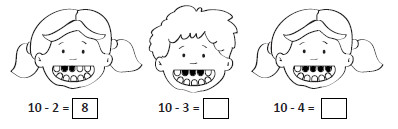 10 - 2 = 8
10 - 3 =
10 - 4 =